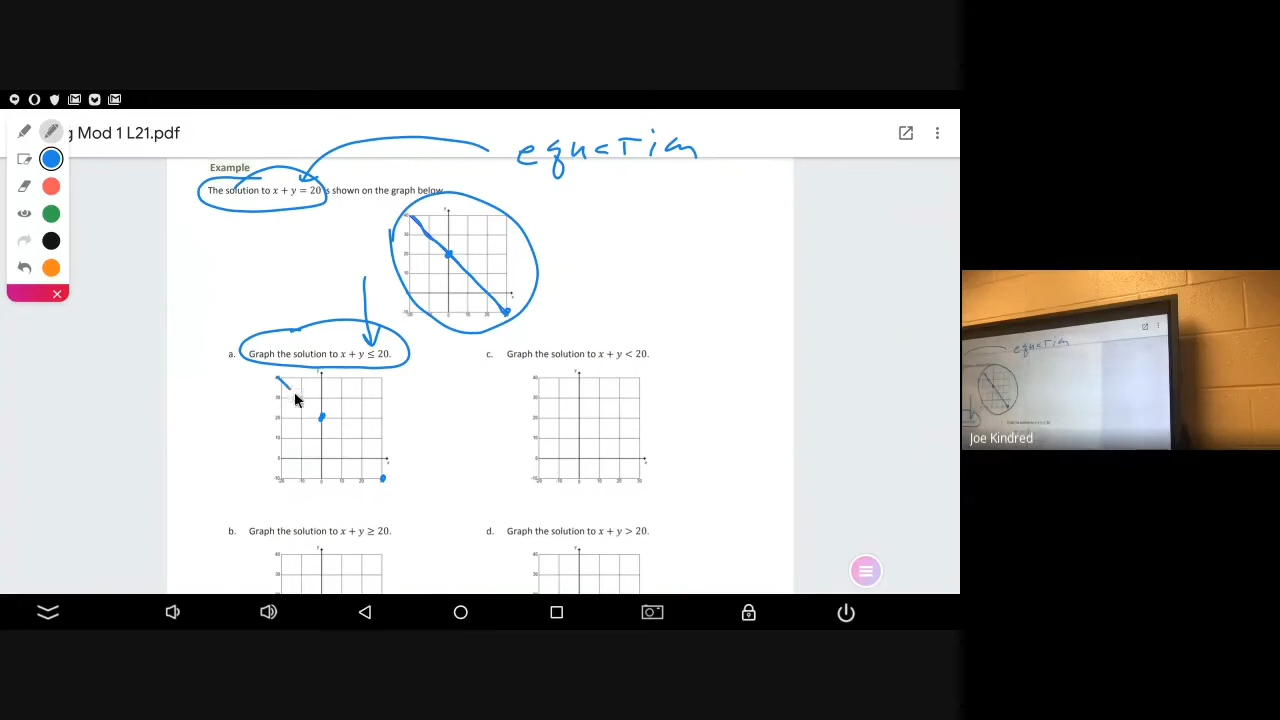 g Mod 1 L21.pdf
equation
Example
The solution to x + y = 20 is shown on the graph below.
a. Graph the solution to x + y ≤ 20.
c. Graph the solution to x + y < 20.
Joe Kindred
b. Graph the solution to x + y ≥ 20.
d. Graph the solution to x + y > 20.